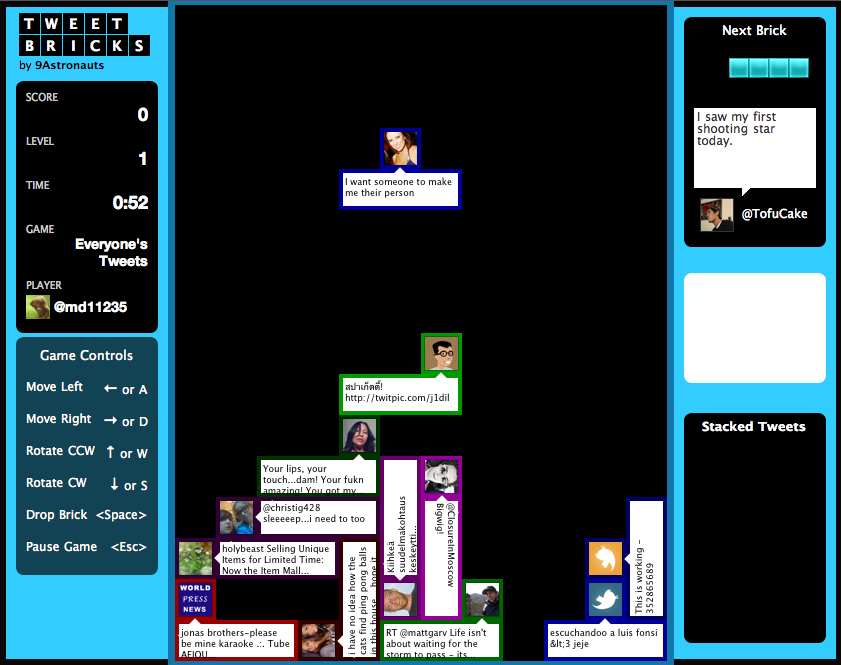 TWEET
BRICKS
by 9Astronauts
SCORE
0
LEVEL
1
TIME
0:52
GAME
Everyone's
Tweets
PLAYER
@md11235
Game Controls
Move Left ← or A
Move Right → or D
Rotate CCW ↑ or W
Rotate CW ↓ or S
Drop Brick <Space>
Pause Game <Esc>
I want someone to make
me their person
สปาเก็ตตี้!
http://twitpic.com/j1dil
Your lips, your
touch...dam! Your fukn
amazing! You got my
@christig428
sleeeeep...i need to too
holybeast Selling Unique
Items for Limited Time:
Now the Item Mall...
WORLD
PRESS
NEWS
jonas brothers-please
be mine karaoke .:. Tube
i have no idea how the
cats find ping pong balls
in this house... hope it
Kiihkeä
suudelmakohtaus
keskeytti...
@ClosureInMoscow
Bigwig!
RT @mattgarv Life isn't
about waiting for the
storm to pass - its...
This is working -
352865689
escuchandoo a luis fonsi
&lt;3 jeje
Next Brick
I saw my first
shooting star
today.
@TofuCake
Stacked Tweets